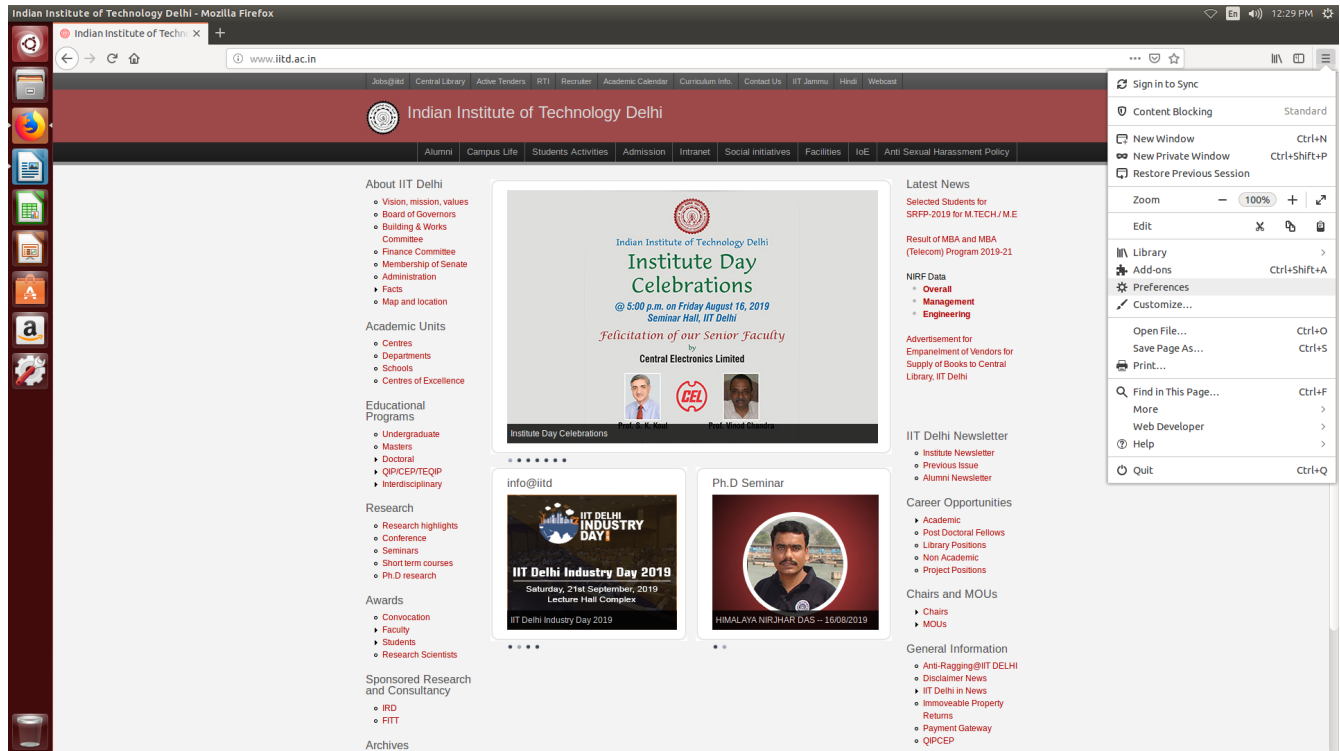 Indian Institute of Technology Delhi - Mozilla Firefox
En
12:29 PM
Indian Institute of Techno
www.iitd.ac.in
Jobs@iitd Central Library Active Tenders RTI Recruiter Academic Calendar Curriculum Info. Contact Us IIT Jammu Hindi Webcast
Indian Institute of Technology Delhi
Alumni Campus Life Students Activities Admission Intranet Social initiatives Facilities IoE Anti Sexual Harassment Policy
About IIT Delhi
Vision, mission, values
Board of Governors
Building & Works
Committee
Finance Committee
Membership of Senate
Administration
Facts
Map and location
Academic Units
Centres
Departments
Schools
Centres of Excellence
Educational
Programs
Undergraduate
Masters
Doctoral
QIP/CEP/TEQIP
Interdisciplinary
Research
Research highlights
Conference
Seminars
Short term courses
Ph.D research
Awards
Convocation
Faculty
Students
Research Scientists
Sponsored Research
and Consultancy
IRD
FITT
Archives
Indian Institute of Technology Delhi
Institute Day
Celebrations
@ 5:00 p.m. on Friday August 16, 2019
Seminar Hall, IIT Delhi
Felicitation of our Senior Faculty
by
Central Electronics Limited
CEL
Prof. S. K. Koul Prof. Vinod Chandra
Institute Day Celebrations
info@iitd
IIT DELHI
INDUSTRY
DAY
IIT Delhi Industry Day 2019
Saturday, 21st September, 2019
Lecture Hall Complex
IIT Delhi Industry Day 2019
Ph.D Seminar
HIMALAYA NIRJHAR DAS -- 16/08/2019
Latest News
Selected Students for
SRFP-2019 for M.TECH./ M.E
Result of MBA and MBA
(Telecom) Program 2019-21
NIRF Data
Overall
Management
Engineering
Advertisement for
Empanelment of Vendors for
Supply of Books to Central
Library, IIT Delhi
IIT Delhi Newsletter
Institute Newsletter
Previous Issue
Alumni Newsletter
Career Opportunities
Academic
Post Doctoral Fellows
Library Positions
Non Academic
Project Positions
Chairs and MOUs
Chairs
MOUs
General Information
Anti-Ragging@IIT DELHI
Disclaimer News
IIT Delhi in News
Immoveable Property
Returns
Payment Gateway
QIPCEP
Sign in to Sync
Content Blocking Standard
New Window Ctrl+N
New Private Window Ctrl+Shift+P
Restore Previous Session
Zoom − 100% +
Edit
Library
Add-ons Ctrl+Shift+A
Preferences
Customize...
Open File... Ctrl+O
Save Page As... Ctrl+S
Print...
Find in This Page... Ctrl+F
More
Web Developer
Help
Quit Ctrl+Q